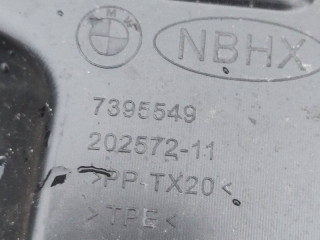 BMW NBHX
7395549
202572-11
>PP-TX20<
>TPE<